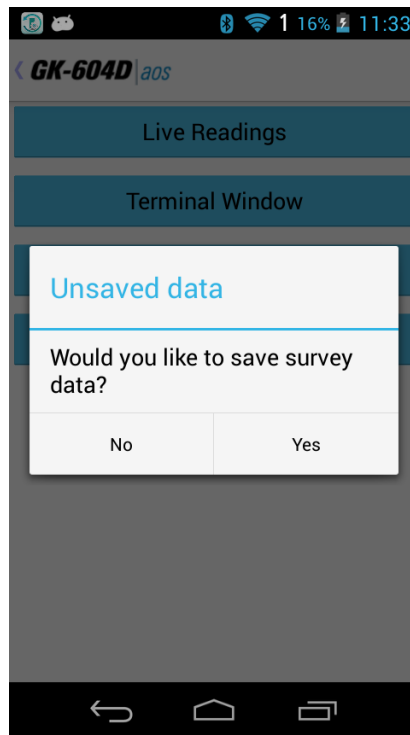 1 16% 11:33
GK-604D|aos
Live Readings
Terminal Window
Unsaved data
Would you like to save survey
data?
No Yes